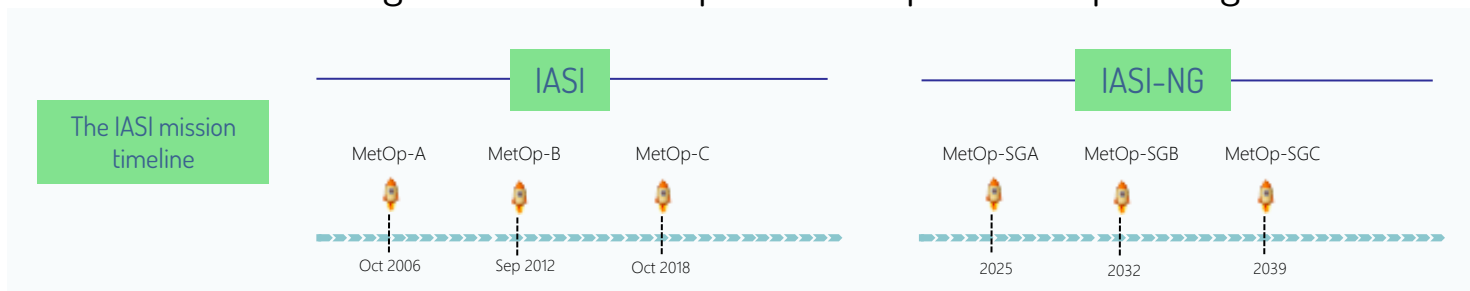 IASI
IASI-NG
The IASI mission
timeline
MetOp-A
MetOp-B
MetOp-C
MetOp-SGA
MetOp-SGB
MetOp-SGC
Oct 2006
Sep 2012
Oct 2018
2025
2032
2039